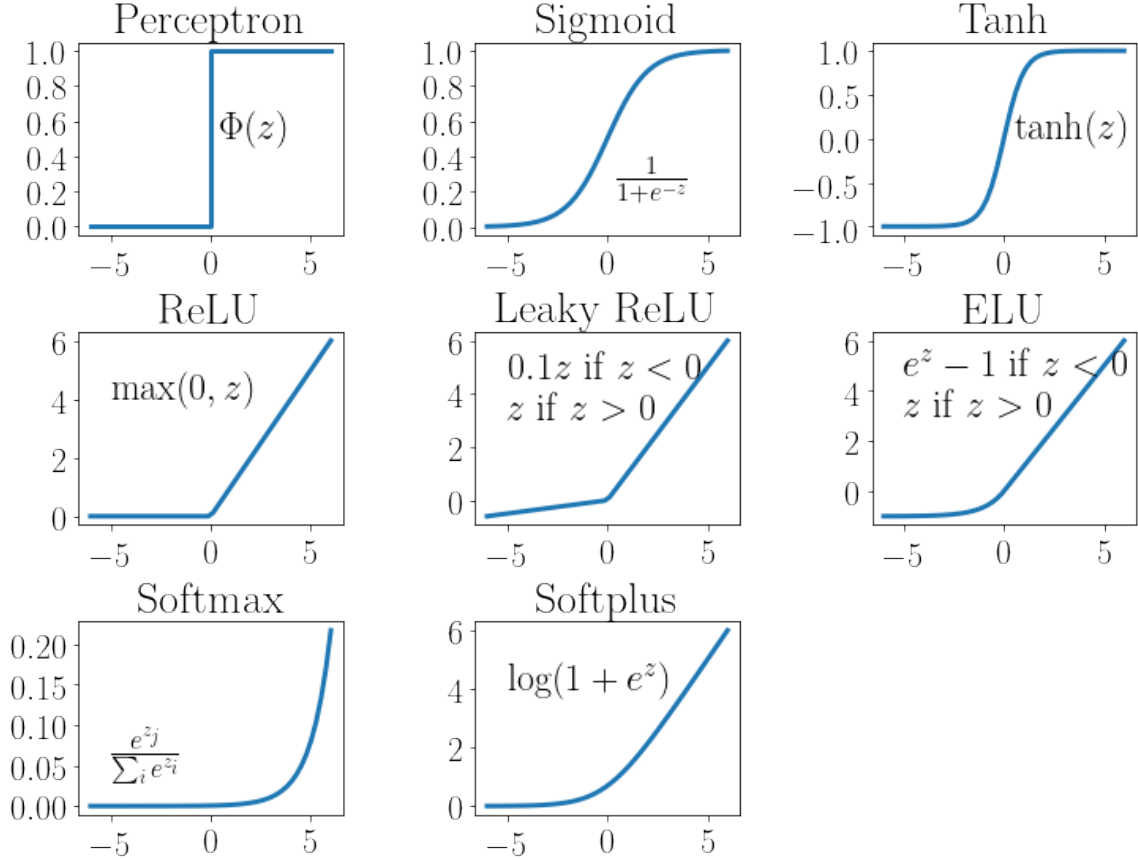 Perceptron
1.0
0.8
0.6
0.4
0.2
0.0
Φ(z)
−5 0 5
Sigmoid
1.0
0.8
0.6
0.4
0.2
0.0
1/(1+e^{−z})
−5 0 5
Tanh
1.0
0.5
0.0
−0.5
−1.0
tanh(z)
−5 0 5
ReLU
6
4
2
0
max(0, z)
−5 0 5
Leaky ReLU
6
4
2
0
0.1z if z < 0
z if z > 0
−5 0 5
ELU
6
4
2
0
e^z − 1 if z < 0
z if z > 0
−5 0 5
Softmax
0.20
0.15
0.10
0.05
0.00
e^{z_j}/∑_i e^{z_i}
−5 0 5
Softplus
6
4
2
0
log(1 + e^z)
−5 0 5